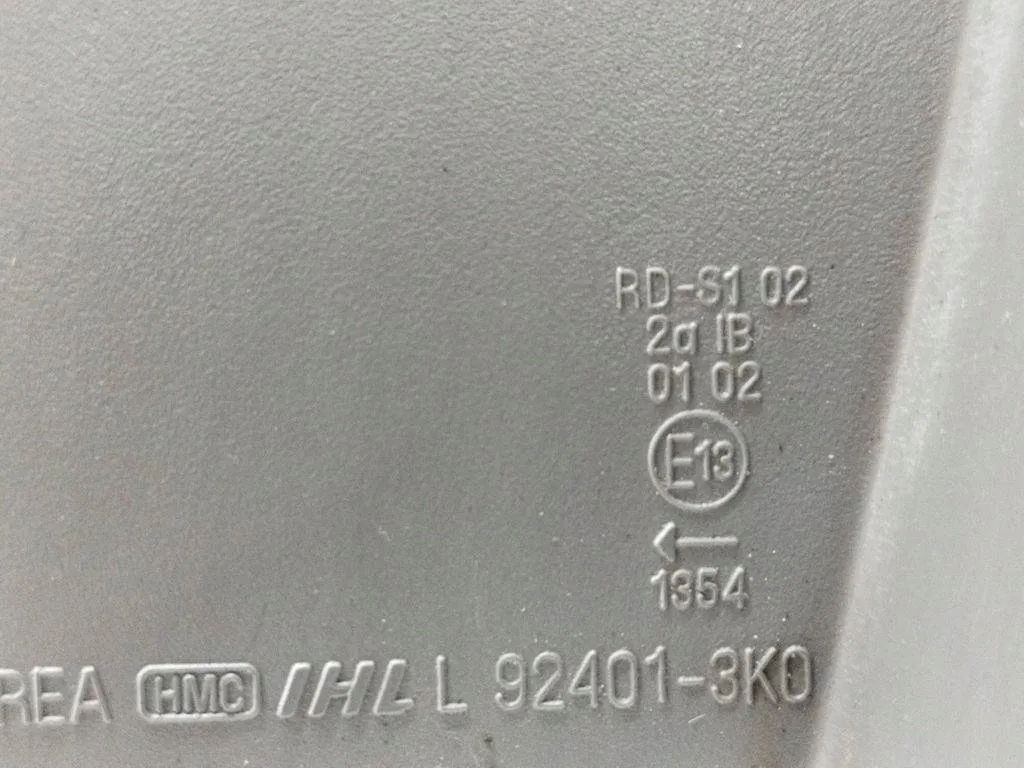 RD-S1 02
2a IB
01 02
E13
←
1354
REA HMC IHL L 92401-3K0